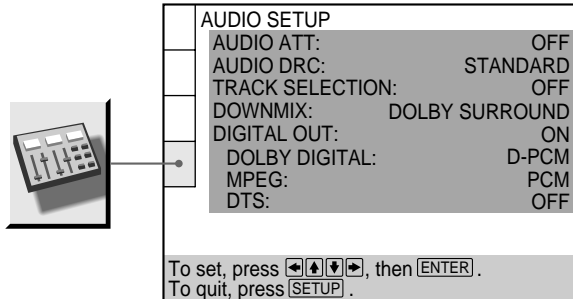 AUDIO SETUP
AUDIO ATT: OFF
AUDIO DRC: STANDARD
TRACK SELECTION: OFF
DOWNMIX: DOLBY SURROUND
DIGITAL OUT: ON
DOLBY DIGITAL: D-PCM
MPEG: PCM
DTS: OFF
To set, press ←↑↓→, then ENTER.
To quit, press SETUP.